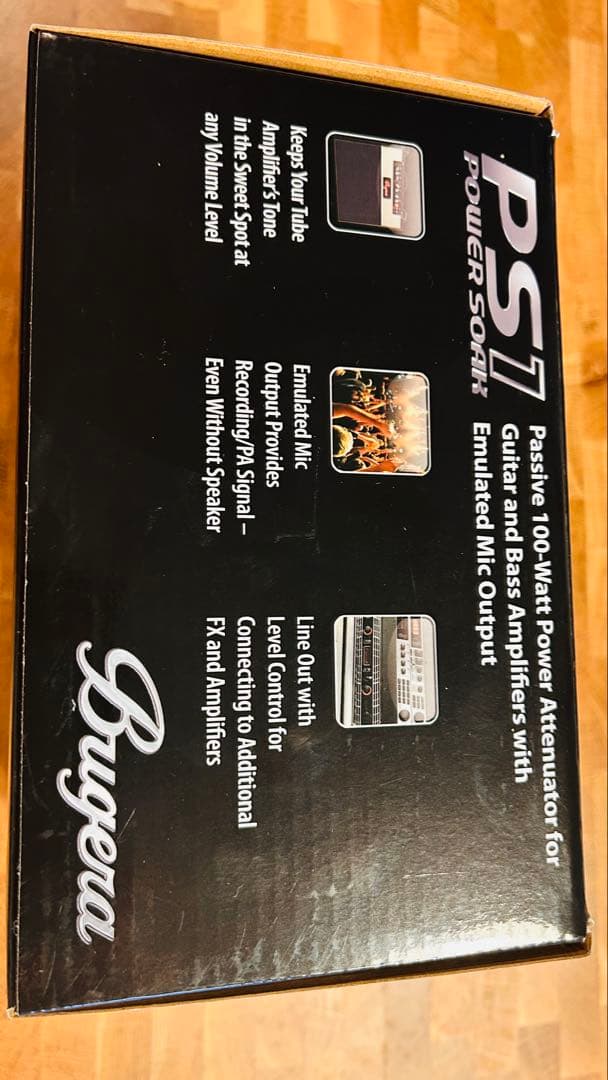 PS1
POWER SOAK
Passive 100-Watt Power Attenuator for
Guitar and Bass Amplifiers with
Emulated Mic Output
Keeps Your Tube
Amplifier's Tone
in the Sweet Spot at
any Volume Level
Emulated Mic
Output Provides
Recording/PA Signal –
Even Without Speaker
Line Out with
Level Control for
Connecting to Additional
FX and Amplifiers
Bugera